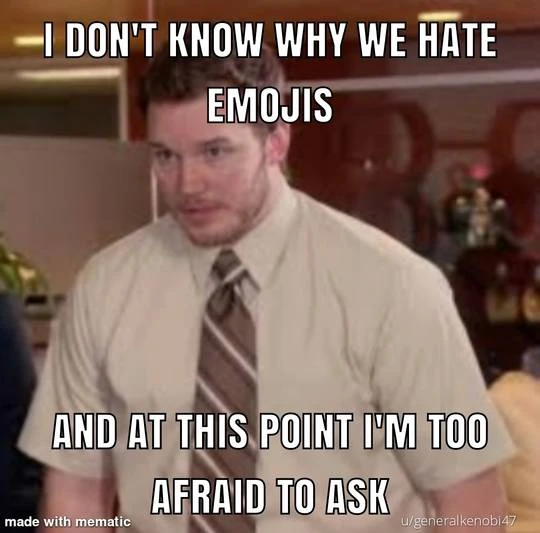 I DON'T KNOW WHY WE HATE
EMOJIS
AND AT THIS POINT I'M TOO
AFRAID TO ASK
made with mematic
u/generalkenobi47